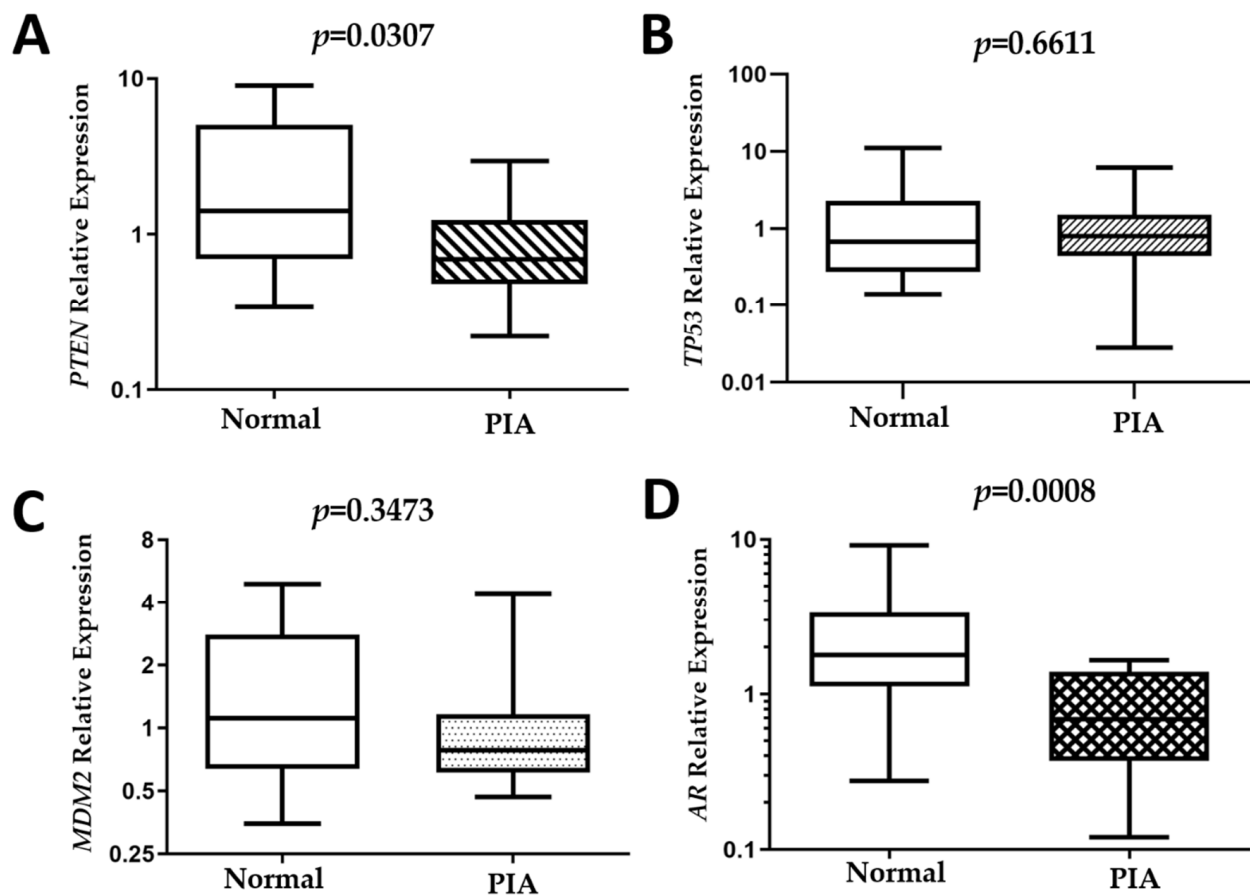 A
p=0.0307
PTEN Relative Expression
10
1
0.1
Normal
PIA
B
p=0.6611
TP53 Relative Expression
100
10
1
0.1
0.01
Normal
PIA
C
p=0.3473
MDM2 Relative Expression
8
4
2
1
0.5
0.25
Normal
PIA
D
p=0.0008
AR Relative Expression
10
1
0.1
Normal
PIA